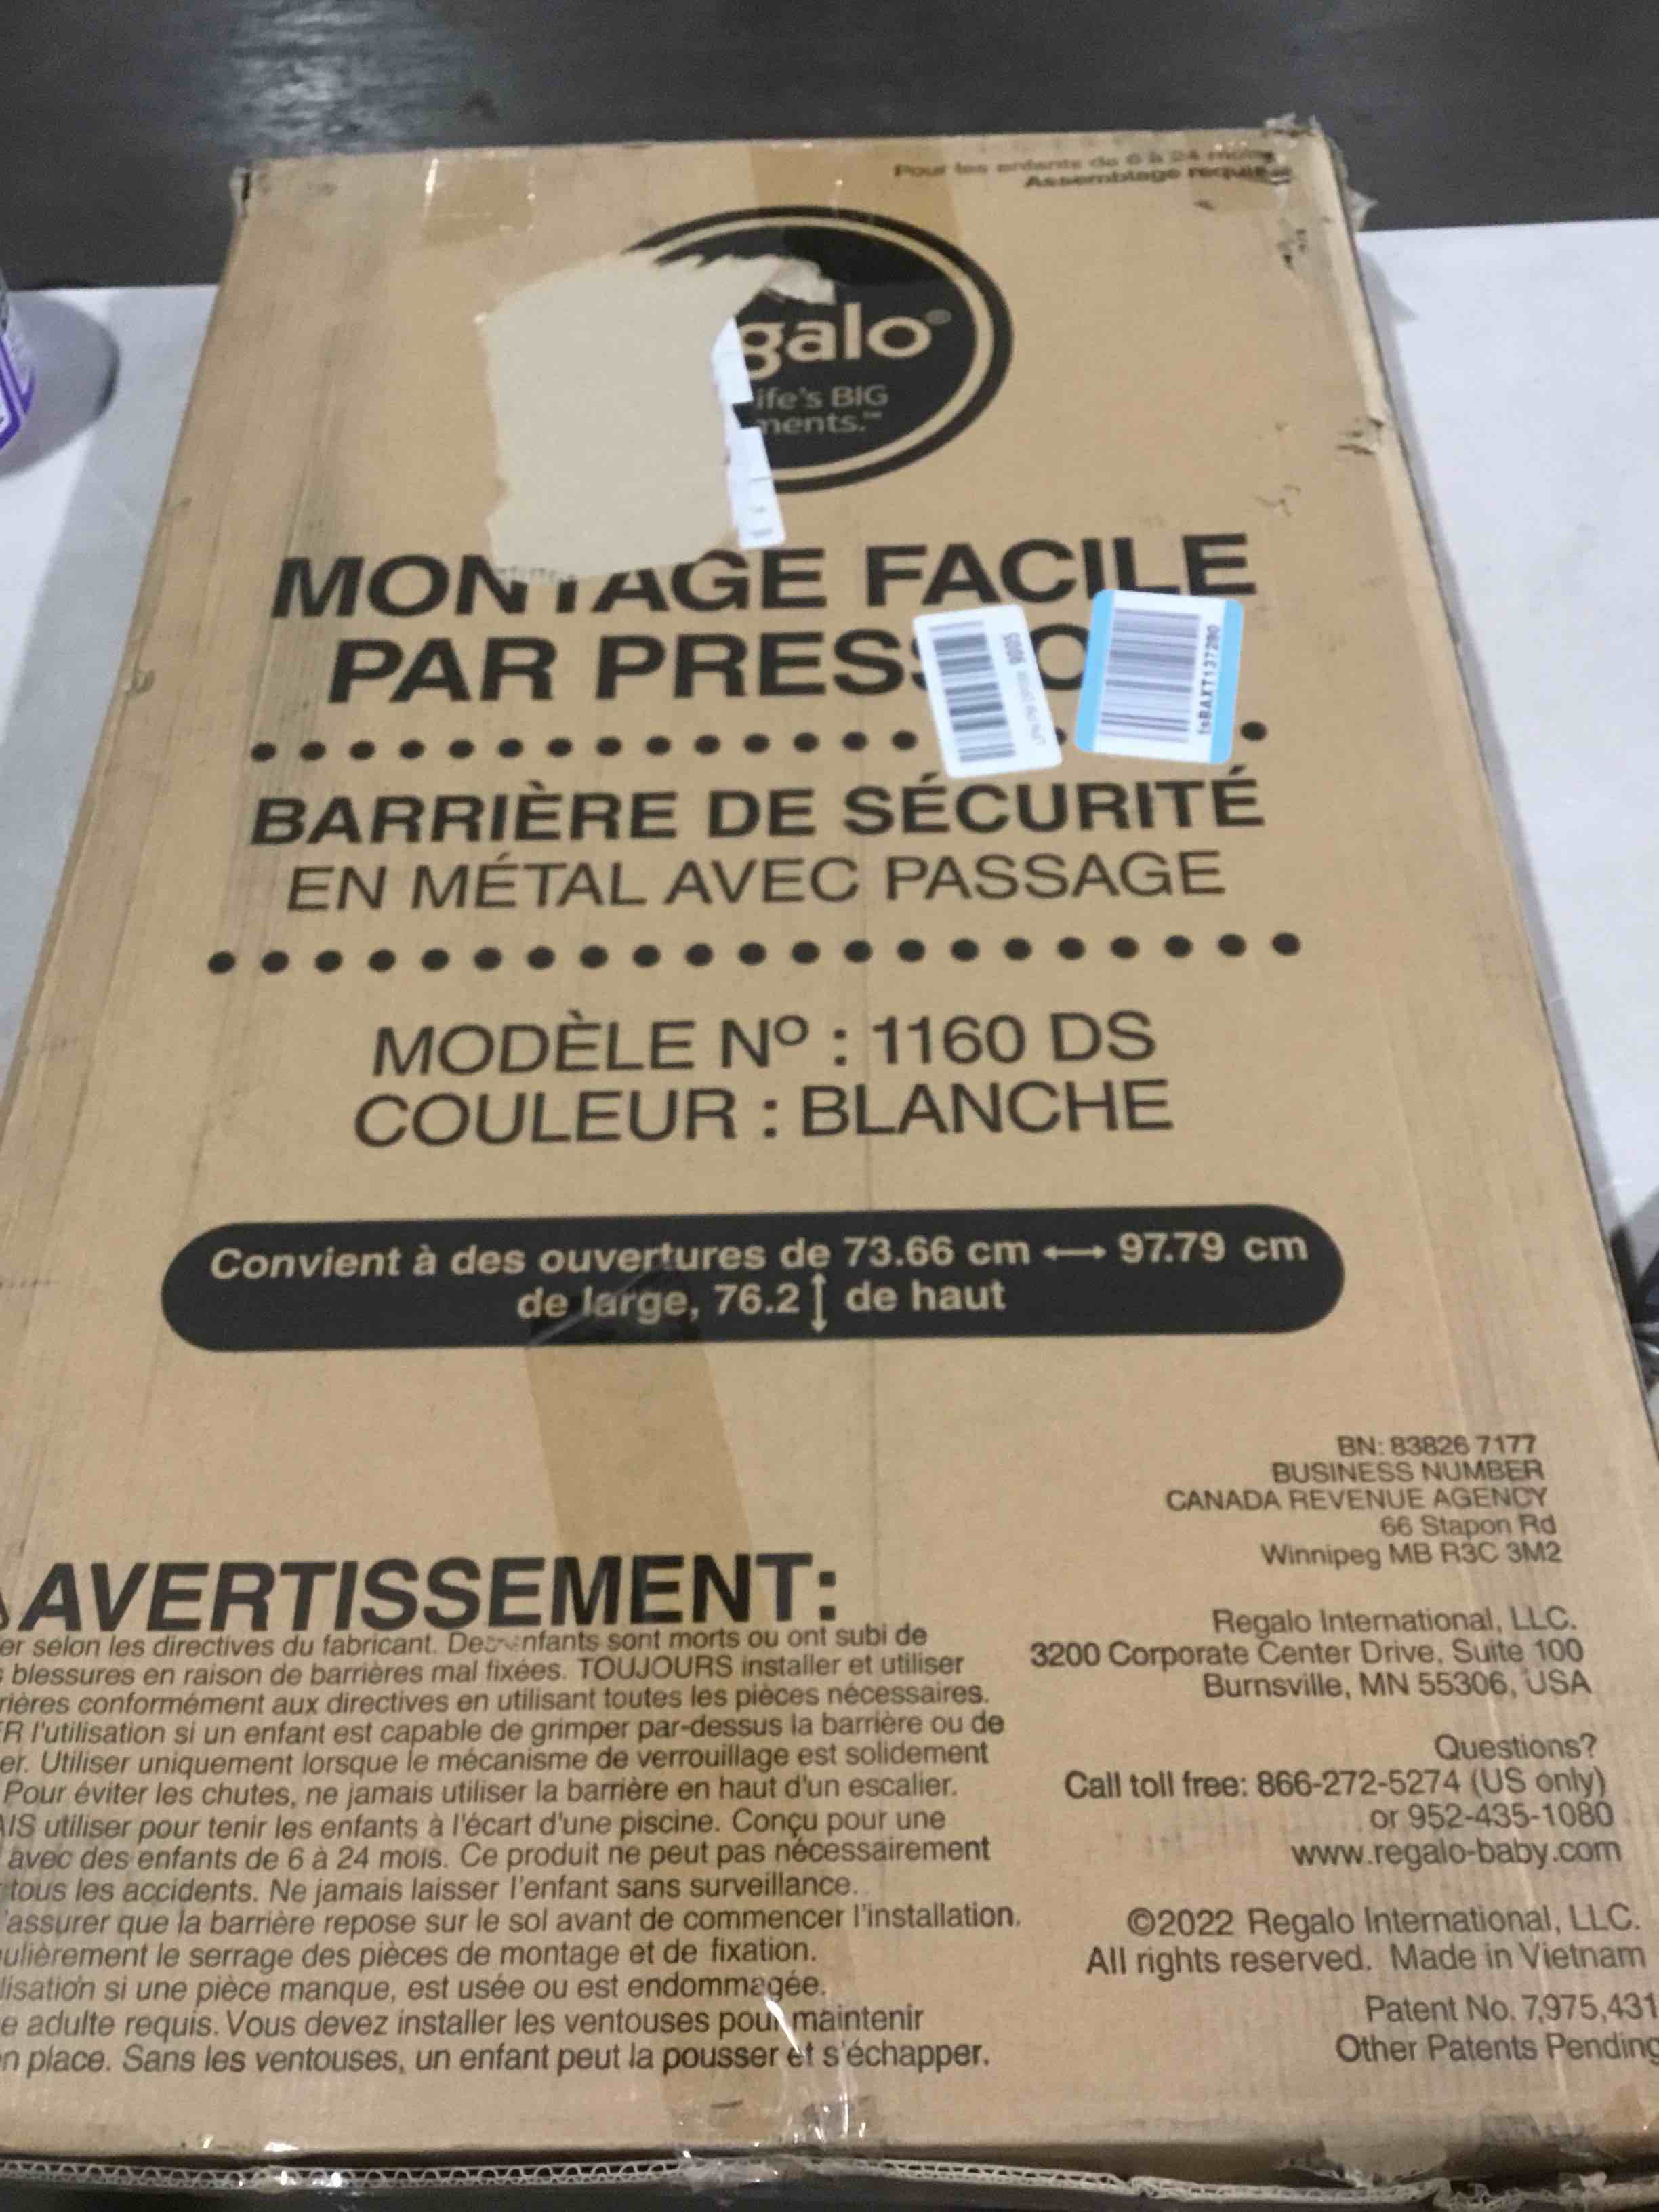 Pour les enfants de 6 à 24 mois
Assemblage requis
galo®
ife's BIG
ments.™
MONTAGE FACILE
PAR PRES
9005
tsBAXT137280
BARRIÈRE DE SÉCURITÉ
EN MÉTAL AVEC PASSAGE
MODÈLE Nº : 1160 DS
COULEUR : BLANCHE
Convient à des ouvertures de 73.66 cm ↔ 97.79 cm
de large, 76.2 ↕ de haut
BN: 83826 7177
BUSINESS NUMBER
CANADA REVENUE AGENCY
66 Stapon Rd
Winnipeg MB R3C 3M2
AVERTISSEMENT:
er selon les directives du fabricant. Des enfants sont morts ou ont subi de
s blessures en raison de barrières mal fixées. TOUJOURS installer et utiliser
rières conformément aux directives en utilisant toutes les pièces nécessaires.
ER l'utilisation si un enfant est capable de grimper par-dessus la barrière ou de
er. Utiliser uniquement lorsque le mécanisme de verrouillage est solidement
Pour éviter les chutes, ne jamais utiliser la barrière en haut d'un escalier.
AIS utiliser pour tenir les enfants à l'écart d'une piscine. Conçu pour une
avec des enfants de 6 à 24 mois. Ce produit ne peut pas nécessairement
tous les accidents. Ne jamais laisser l'enfant sans surveillance.
'assurer que la barrière repose sur le sol avant de commencer l'installation.
ulièrement le serrage des pièces de montage et de fixation.
lisation si une pièce manque, est usée ou est endommagée.
e adulte requis. Vous devez installer les ventouses pour maintenir
n place. Sans les ventouses, un enfant peut la pousser et s'échapper.
Regalo International, LLC.
3200 Corporate Center Drive, Suite 100
Burnsville, MN 55306, USA
Questions?
Call toll free: 866-272-5274 (US only)
or 952-435-1080
www.regalo-baby.com
©2022 Regalo International, LLC.
All rights reserved. Made in Vietnam
Patent No. 7,975,431
Other Patents Pending